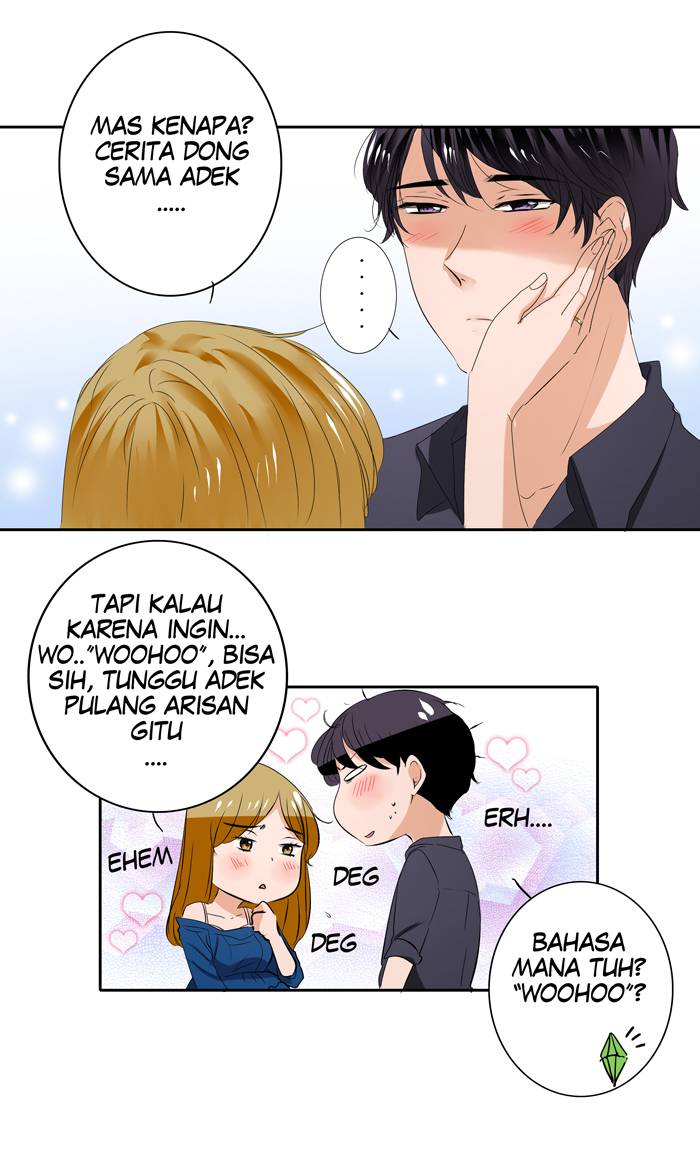 MAS KENAPA?
CERITA DONG
SAMA ADEK
.....
.....
TAPI KALAU
KARENA INGIN...
WO.."WOOHOO", BISA
SIH, TUNGGU ADEK
PULANG ARISAN
GITU
....
EHEM
DEG
DEG
ERH....
BAHASA
MANA TUH?
"WOOHOO"?